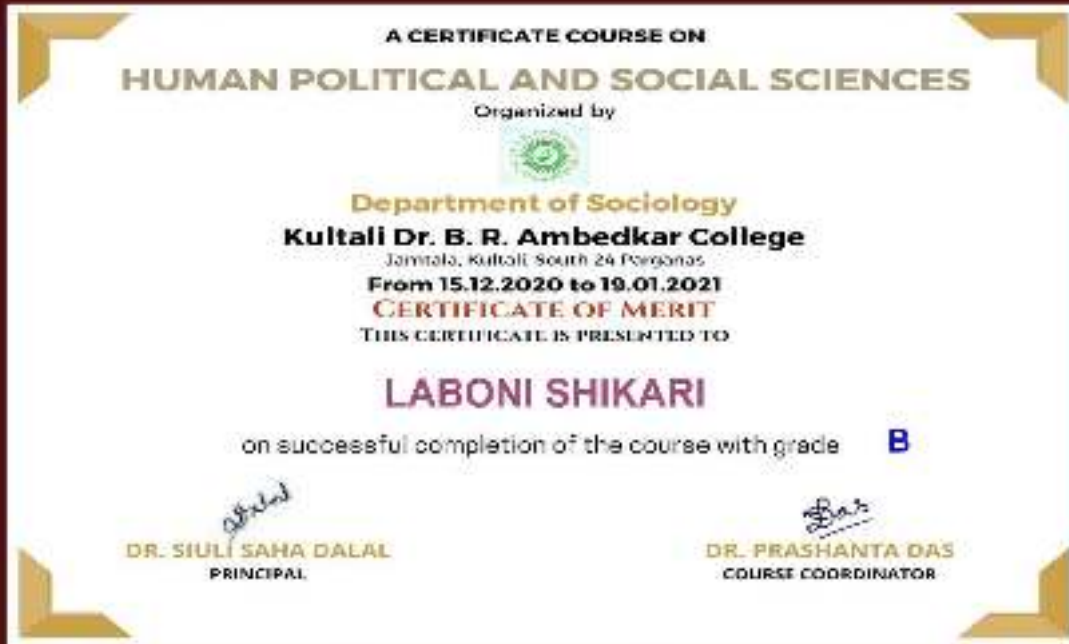 A CERTIFICATE COURSE ON
HUMAN POLITICAL AND SOCIAL SCIENCES
Organized by
Department of Sociology
Kultali Dr. B. R. Ambedkar College
Jamtala, Kultali South 24 Parganas
From 15.12.2020 to 19.01.2021
CERTIFICATE OF MERIT
THIS CERTIFICATE IS PRESENTED TO
LABONI SHIKARI
on successful completion of the course with grade B
DR. SIULI SAHA DALAL
PRINCIPAL
Das
DR. PRASHANTA DAS
COURSE COORDINATOR